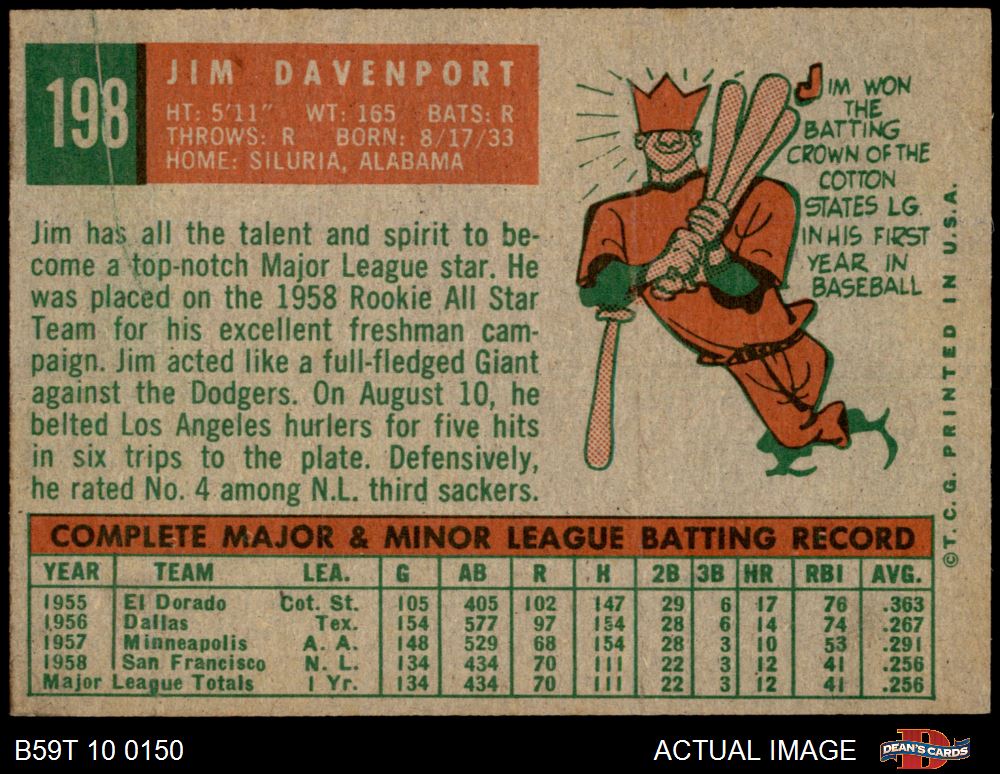 198
JIM DAVENPORT
HT: 5'11" WT: 165 BATS: R
THROWS: R BORN: 8/17/33
HOME: SILURIA, ALABAMA
JIM WON
THE
BATTING
CROWN OF THE
COTTON
STATES LG.
IN HIS FIRST
YEAR IN
BASEBALL
Jim has all the talent and spirit to be-
come a top-notch Major League star. He
was placed on the 1958 Rookie All Star
Team for his excellent freshman cam-
paign. Jim acted like a full-fledged Giant
against the Dodgers. On August 10, he
belted Los Angeles hurlers for five hits
in six trips to the plate. Defensively,
he rated No. 4 among N.L. third sackers.
©T. C. G. PRINTED IN U.S.A.
COMPLETE MAJOR & MINOR LEAGUE BATTING RECORD
YEAR TEAM LEA. G AB R H 2B 3B HR RBI AVG.
1955 El Dorado Cot. St. 105 405 102 147 29 6 17 76 .363
1956 Dallas Tex. 154 577 97 154 28 6 14 74 .267
1957 Minneapolis A. A. 148 529 68 154 28 3 10 53 .291
1958 San Francisco N. L. 134 434 70 111 22 3 12 41 .256
Major League Totals 1 Yr. 134 434 70 111 22 3 12 41 .256
B59T 10 0150
ACTUAL IMAGE
DEAN'S CARDS